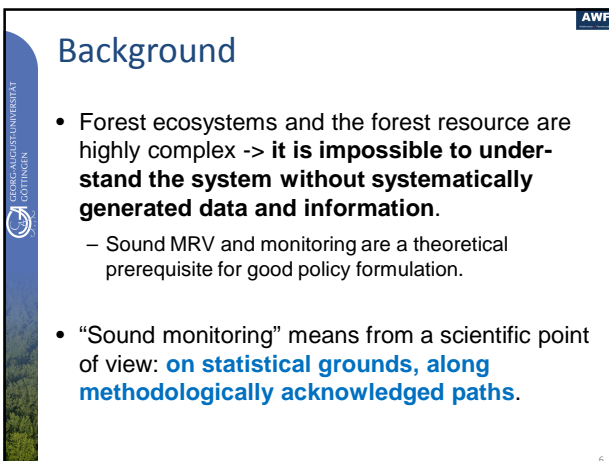 AWF
Background
GEORG-AUGUST-UNIVERSITÄT
GÖTTINGEN
• Forest ecosystems and the forest resource are
highly complex -> it is impossible to under-
stand the system without systematically
generated data and information.
– Sound MRV and monitoring are a theoretical
prerequisite for good policy formulation.
• “Sound monitoring” means from a scientific point
of view: on statistical grounds, along
methodologically acknowledged paths.
6